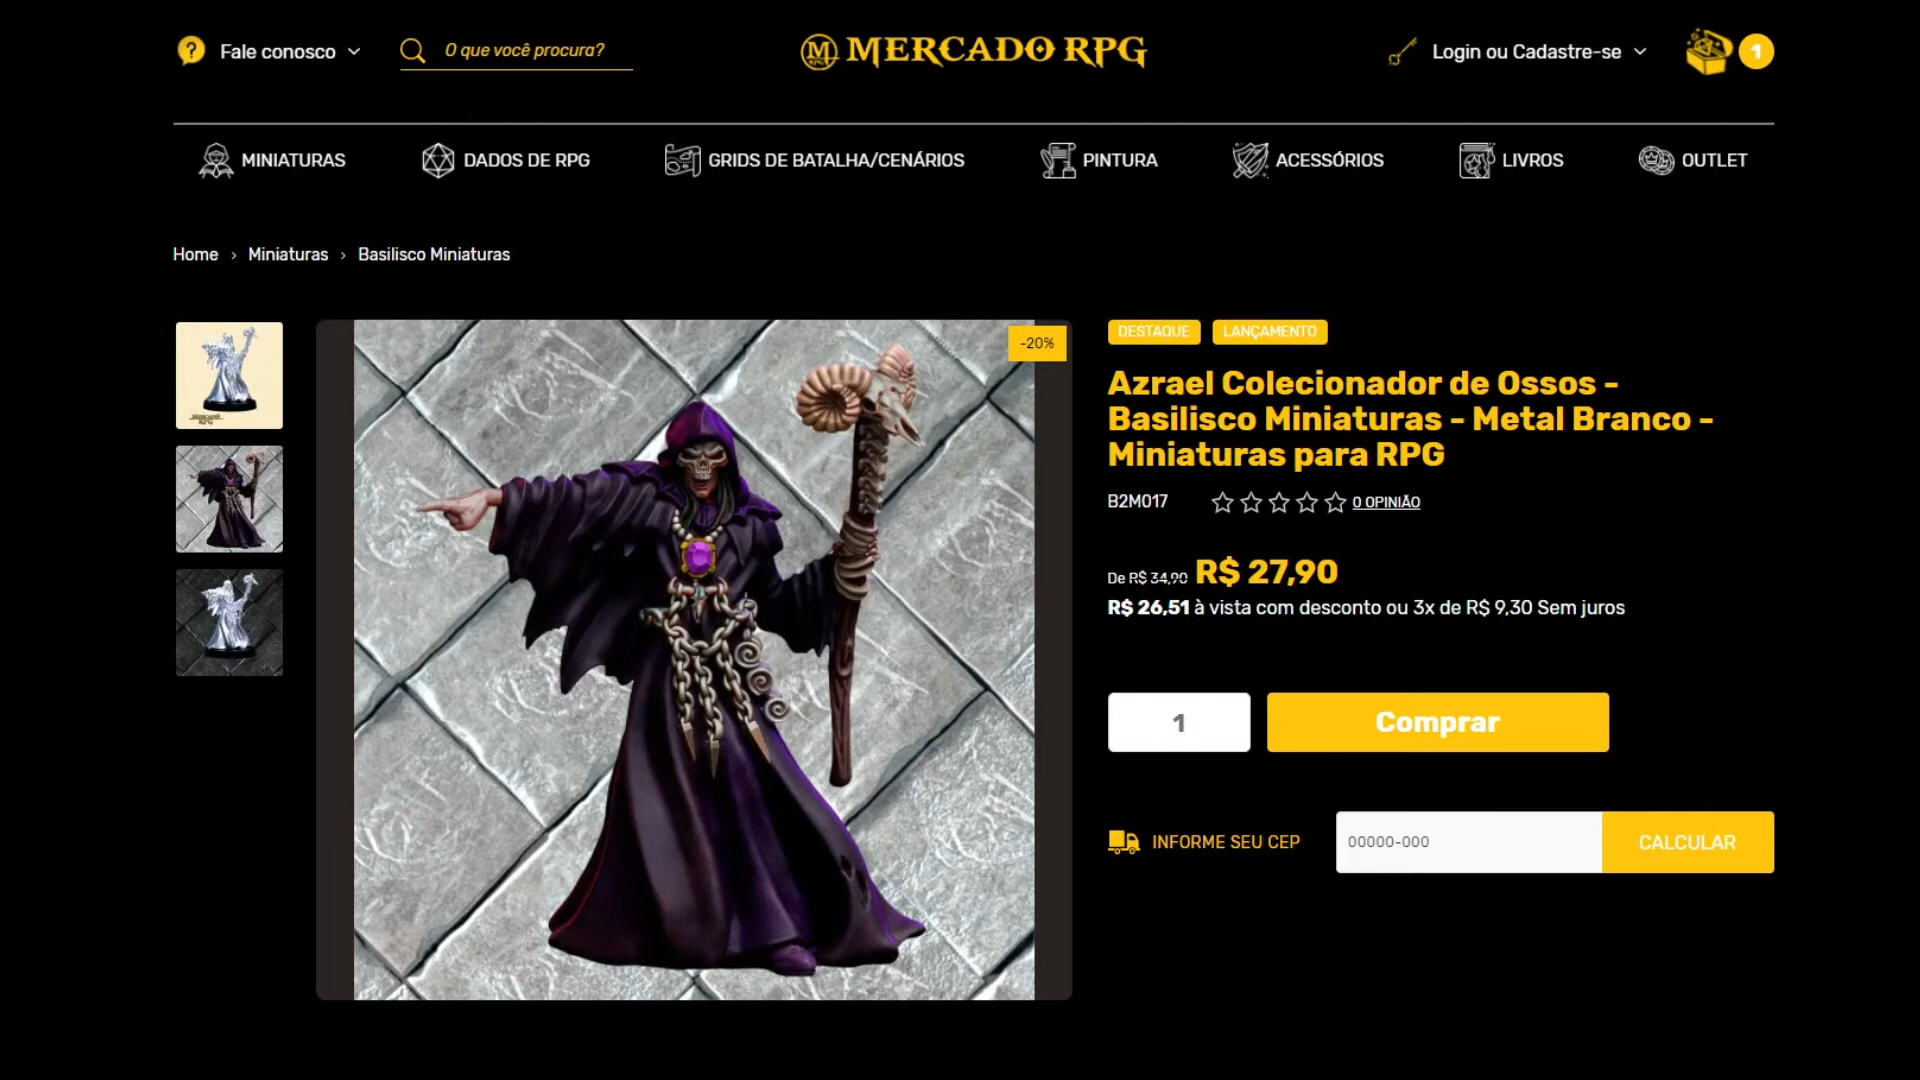 Fale conosco
O que você procura?
MERCADO RPG
Login ou Cadastre-se
1
MINIATURAS
DADOS DE RPG
GRIDS DE BATALHA/CENÁRIOS
PINTURA
ACESSÓRIOS
LIVROS
OUTLET
Home › Miniaturas › Basilisco Miniaturas
-20%
DESTAQUE
LANÇAMENTO
Azrael Colecionador de Ossos -
Basilisco Miniaturas - Metal Branco -
Miniaturas para RPG
B2M017
0 OPINIÃO
De R$ 34,90 R$ 27,90
R$ 26,51 à vista com desconto ou 3x de R$ 9,30 Sem juros
1
Comprar
INFORME SEU CEP
00000-000
CALCULAR